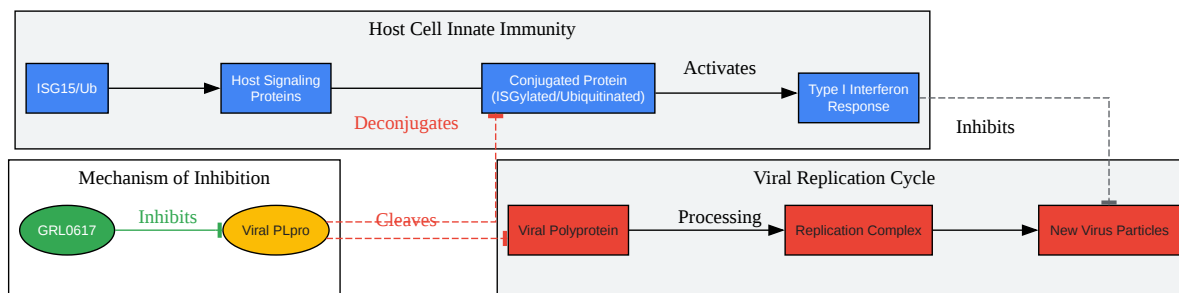 Host Cell Innate Immunity
ISG15/Ub
Host Signaling
Proteins
Conjugated Protein
(ISGylated/Ubiquitinated)
Activates
Type I Interferon
Response
Deconjugates
Inhibits
Mechanism of Inhibition
GRL0617
Inhibits
Viral PLpro
Cleaves
Viral Replication Cycle
Viral Polyprotein
Processing
Replication Complex
New Virus Particles